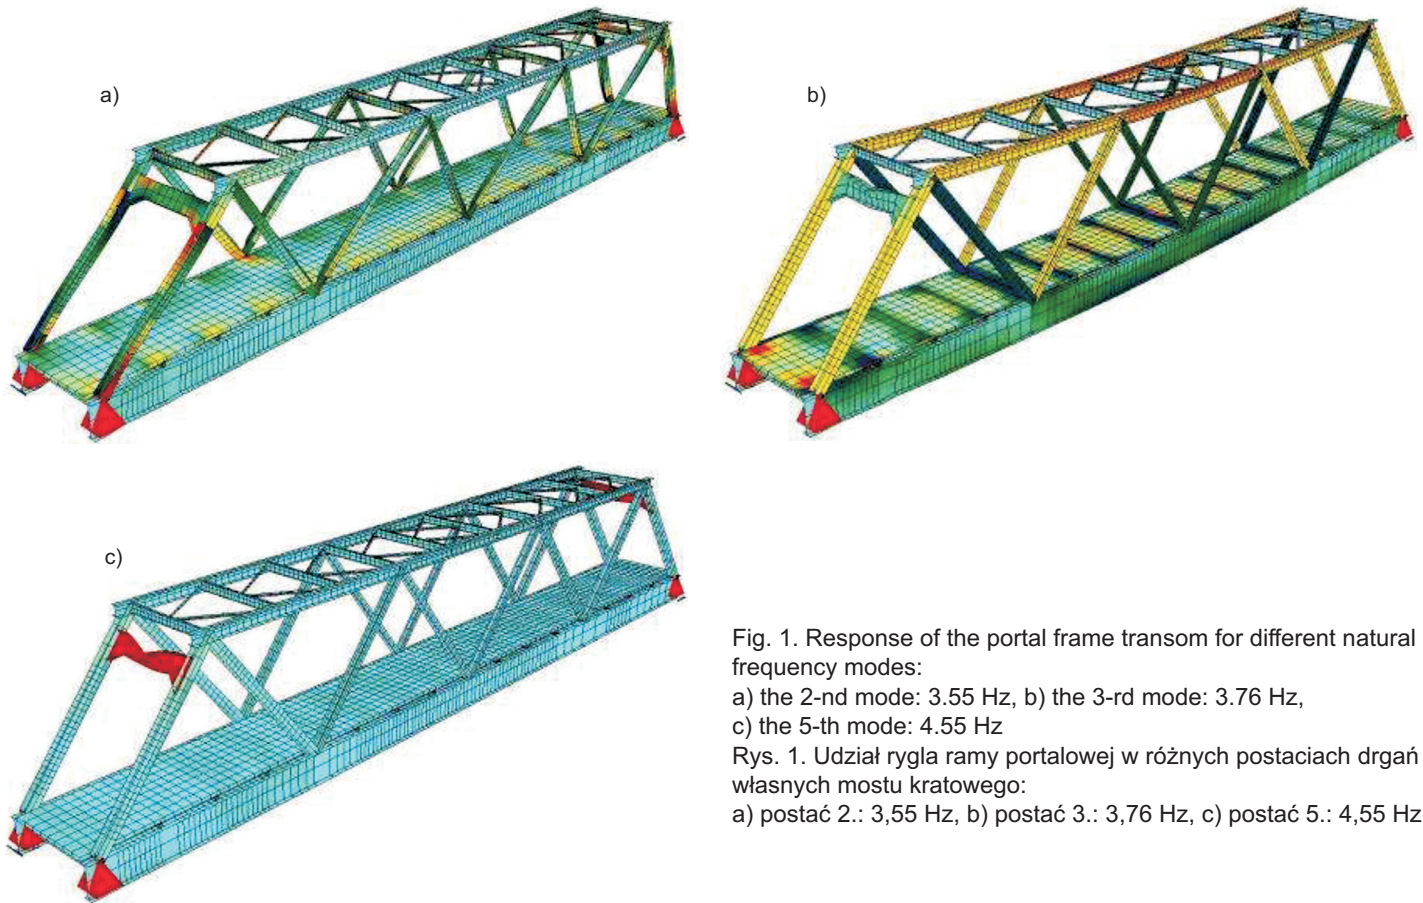 a)
b)
c)
Fig. 1. Response of the portal frame transom for different natural
frequency modes:
a) the 2-nd mode: 3.55 Hz, b) the 3-rd mode: 3.76 Hz,
c) the 5-th mode: 4.55 Hz
Rys. 1. Udział rygla ramy portalowej w różnych postaciach drgań
własnych mostu kratowego:
a) postać 2.: 3,55 Hz, b) postać 3.: 3,76 Hz, c) postać 5.: 4,55 Hz